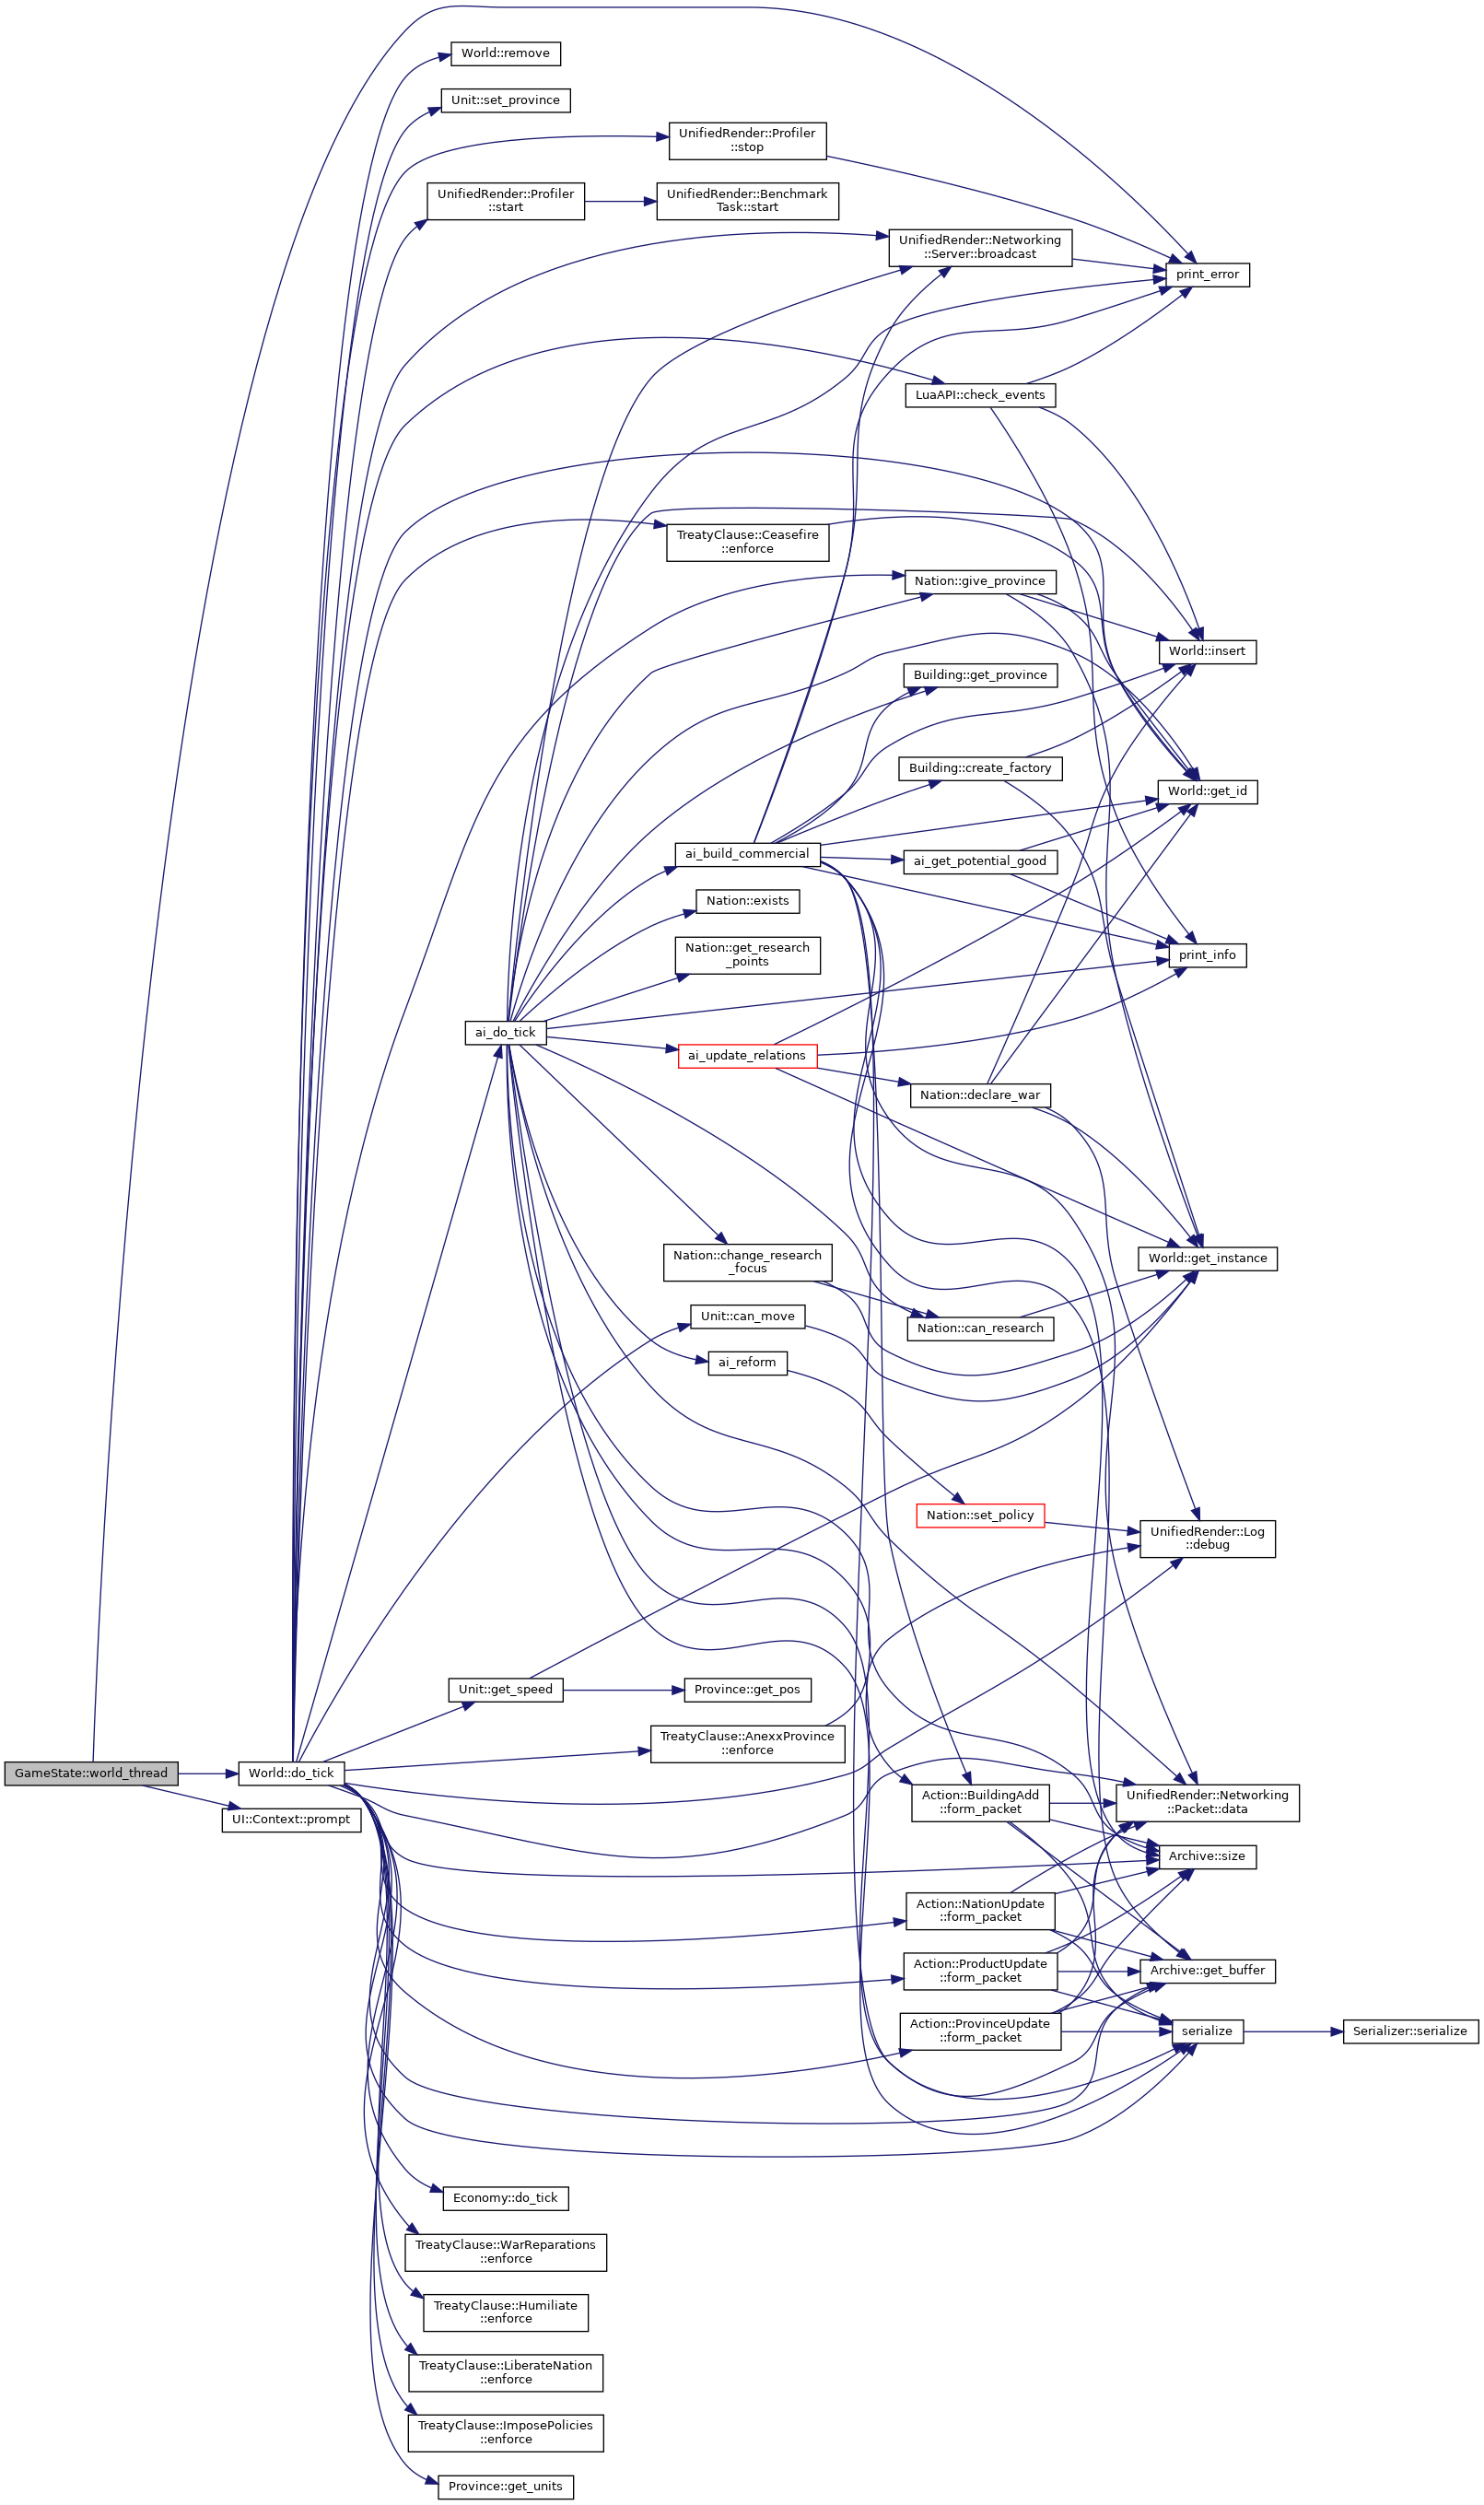 World::remove
Unit::set_province
UnifiedRender::Profiler
::stop
UnifiedRender::Profiler
::start
UnifiedRender::Benchmark
Task::start
UnifiedRender::Networking
::Server::broadcast
print_error
LuaAPI::check_events
TreatyClause::Ceasefire
::enforce
Nation::give_province
World::insert
Building::get_province
Building::create_factory
World::get_id
ai_build_commercial
ai_get_potential_good
Nation::exists
Nation::get_research
_points
print_info
ai_do_tick
ai_update_relations
Nation::declare_war
Nation::change_research
_focus
World::get_instance
Unit::can_move
Nation::can_research
ai_reform
Nation::set_policy
UnifiedRender::Log
::debug
Unit::get_speed
Province::get_pos
TreatyClause::AnexxProvince
::enforce
GameState::world_thread
World::do_tick
UI::Context::prompt
Action::BuildingAdd
::form_packet
UnifiedRender::Networking
::Packet::data
Archive::size
Action::NationUpdate
::form_packet
Action::ProductUpdate
::form_packet
Archive::get_buffer
Action::ProvinceUpdate
::form_packet
serialize
Serializer::serialize
Economy::do_tick
TreatyClause::WarReparations
::enforce
TreatyClause::Humiliate
::enforce
TreatyClause::LiberateNation
::enforce
TreatyClause::ImposePolicies
::enforce
Province::get_units